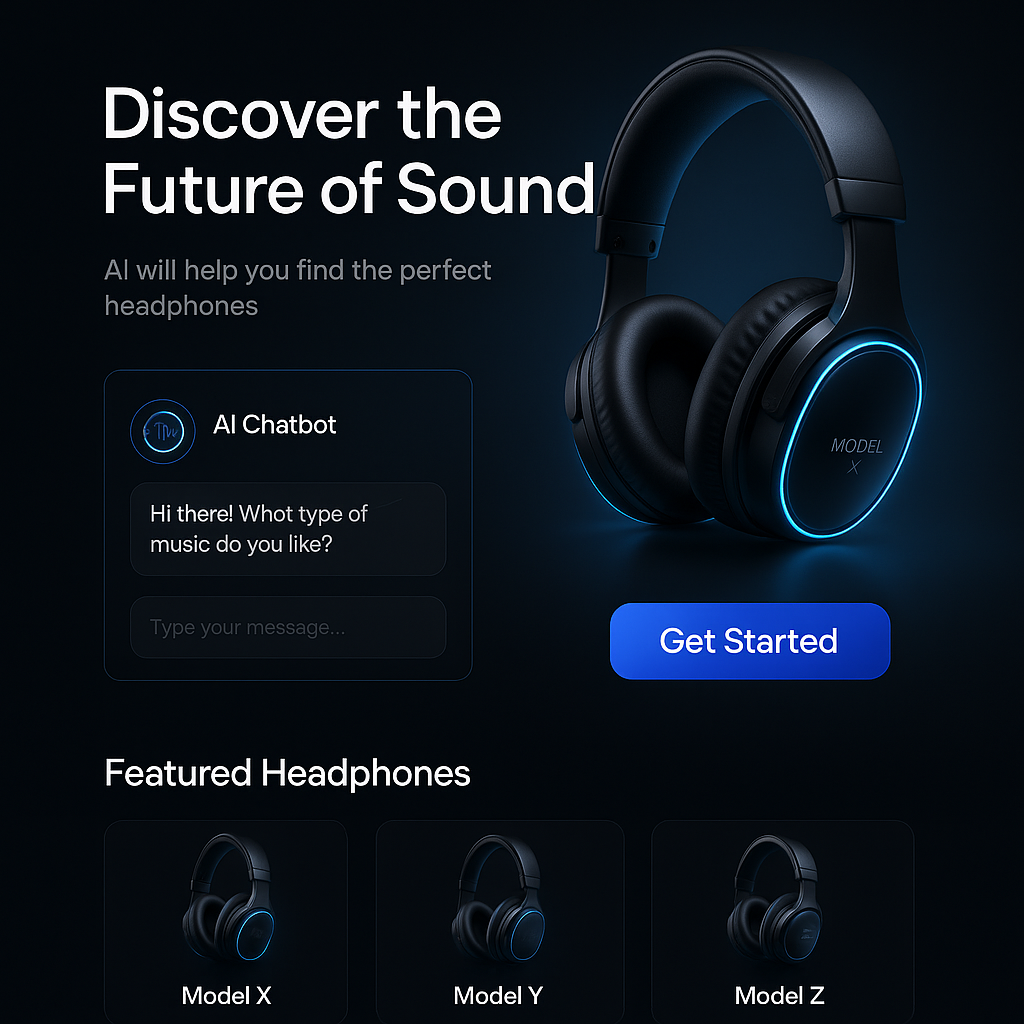 Discover the
Future of Sound
AI will help you find the perfect
headphones
AI Chatbot
Hi there! Whot type of
music do you like?
Type your message...
MODEL
X
Get Started
Featured Headphones
Model X
Model Y
Model Z